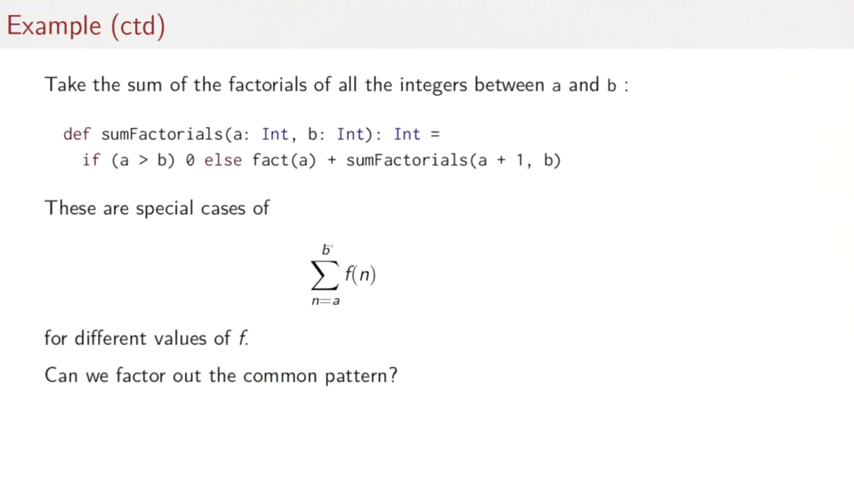 Example (ctd)
Take the sum of the factorials of all the integers between a and b :
def sumFactorials(a: Int, b: Int): Int =
if (a > b) 0 else fact(a) + sumFactorials(a + 1, b)
These are special cases of
b
∑ f(n)
n=a
for different values of f.
Can we factor out the common pattern?